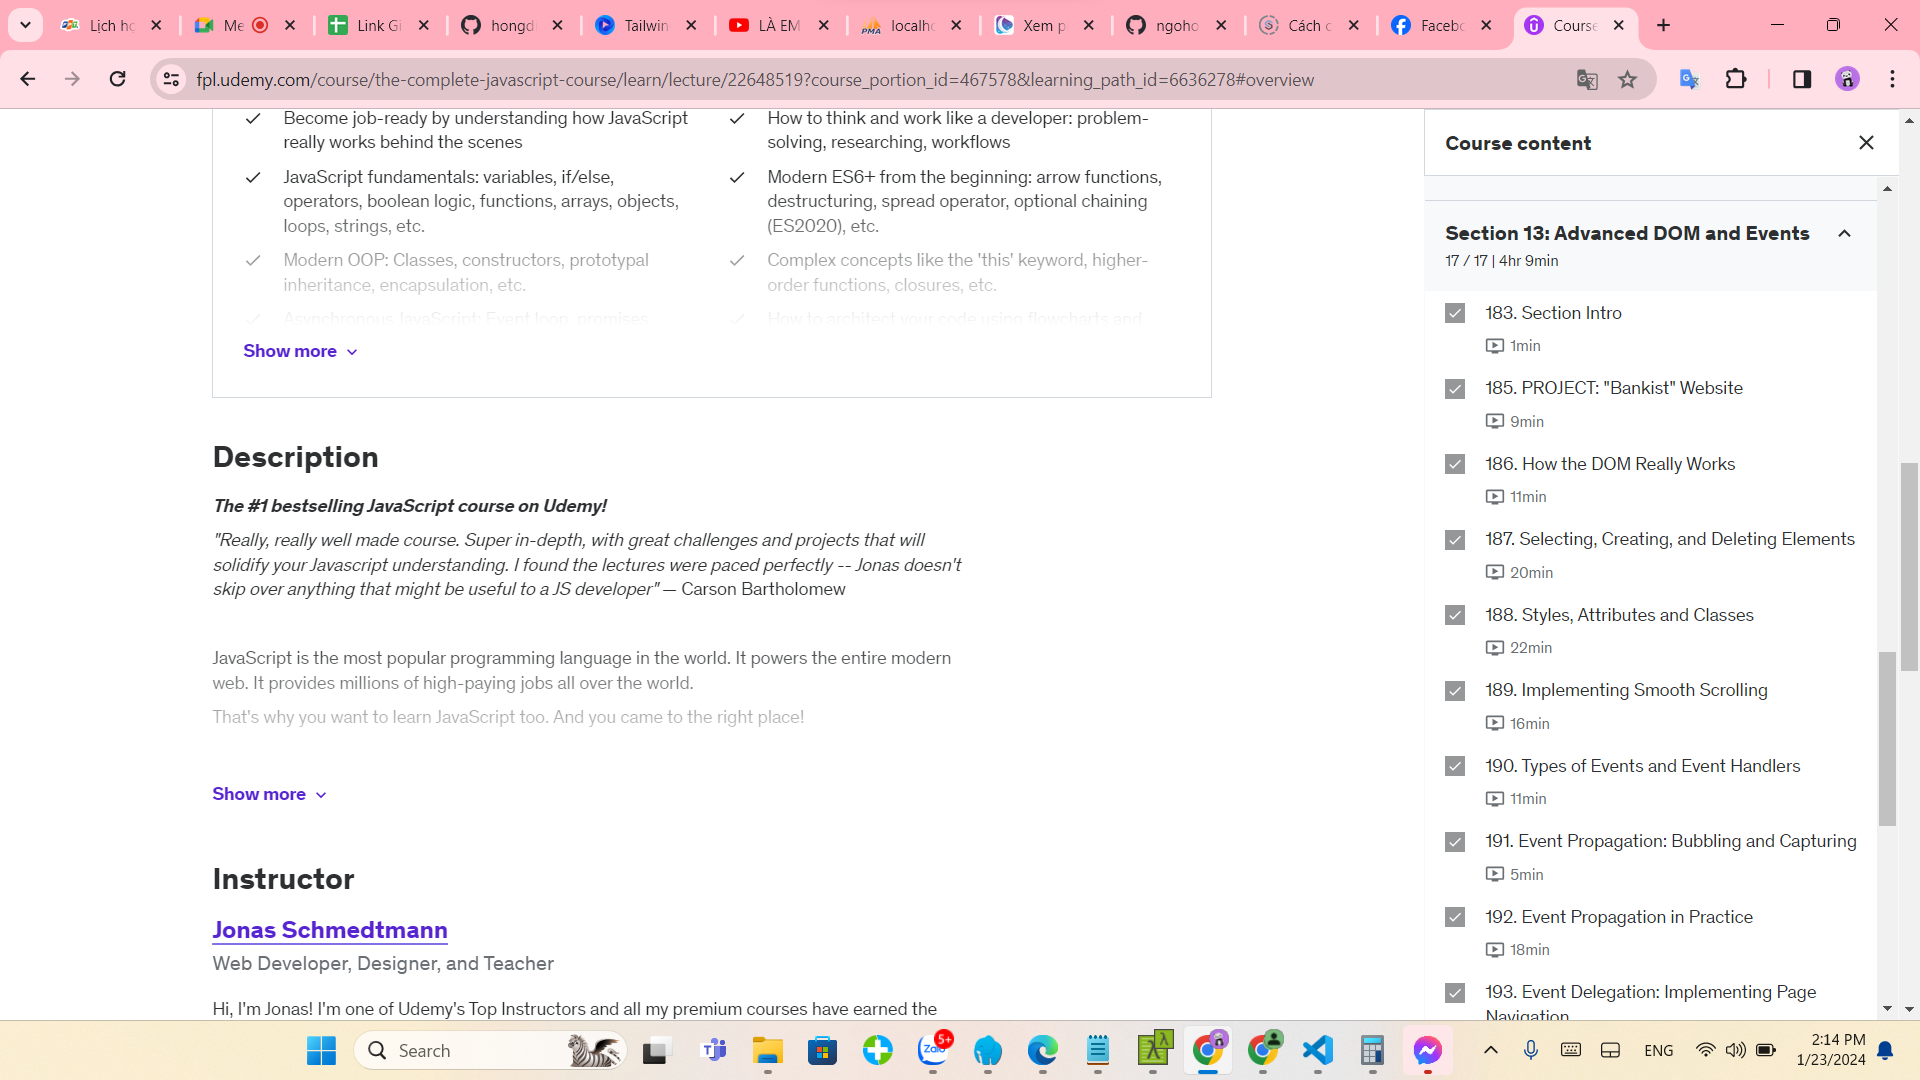 Lịch họ
Me
Link Gi
hongdi
Tailwin
LÀ EM
localho
Xem p
ngoho
Cách c
Facebo
Course
fpl.udemy.com/course/the-complete-javascript-course/learn/lecture/22648519?course_portion_id=467578&learning_path_id=6636278#overview
Become job-ready by understanding how JavaScript
really works behind the scenes
How to think and work like a developer: problem-
solving, researching, workflows
JavaScript fundamentals: variables, if/else,
operators, boolean logic, functions, arrays, objects,
loops, strings, etc.
Modern ES6+ from the beginning: arrow functions,
destructuring, spread operator, optional chaining
(ES2020), etc.
Modern OOP: Classes, constructors, prototypal
inheritance, encapsulation, etc.
Complex concepts like the 'this' keyword, higher-
order functions, closures, etc.
Asynchronous JavaScript: Event loop, promises,
How to architect your code using flowcharts and
Show more
Description
The #1 bestselling JavaScript course on Udemy!
"Really, really well made course. Super in-depth, with great challenges and projects that will
solidify your Javascript understanding. I found the lectures were paced perfectly -- Jonas doesn't
skip over anything that might be useful to a JS developer" — Carson Bartholomew
JavaScript is the most popular programming language in the world. It powers the entire modern
web. It provides millions of high-paying jobs all over the world.
That's why you want to learn JavaScript too. And you came to the right place!
Show more
Instructor
Jonas Schmedtmann
Web Developer, Designer, and Teacher
Hi, I'm Jonas! I'm one of Udemy's Top Instructors and all my premium courses have earned the
Course content
Section 13: Advanced DOM and Events
17 / 17 | 4hr 9min
183. Section Intro
1min
185. PROJECT: "Bankist" Website
9min
186. How the DOM Really Works
11min
187. Selecting, Creating, and Deleting Elements
20min
188. Styles, Attributes and Classes
22min
189. Implementing Smooth Scrolling
16min
190. Types of Events and Event Handlers
11min
191. Event Propagation: Bubbling and Capturing
5min
192. Event Propagation in Practice
18min
193. Event Delegation: Implementing Page
Navigation
Search
Zalo
5+
ENG
2:14 PM
1/23/2024